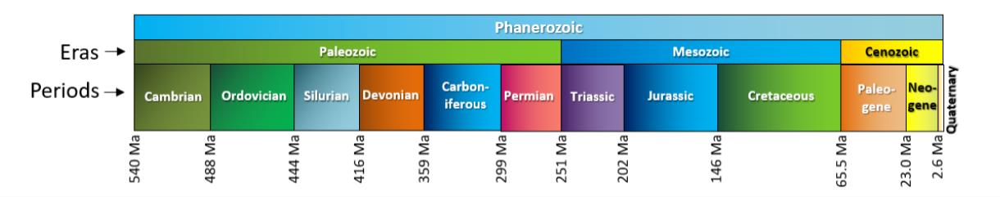 Phanerozoic
Eras →
Paleozoic
Mesozoic
Cenozoic
Periods →
Cambrian
Ordovician
Silurian
Devonian
Carbon-
iferous
Permian
Triassic
Jurassic
Cretaceous
Paleo-
gene
Neo-
gene
Quaternary
540 Ma
488 Ma
444 Ma
416 Ma
359 Ma
299 Ma
251 Ma
202 Ma
146 Ma
65.5 Ma
23.0 Ma
2.6 Ma